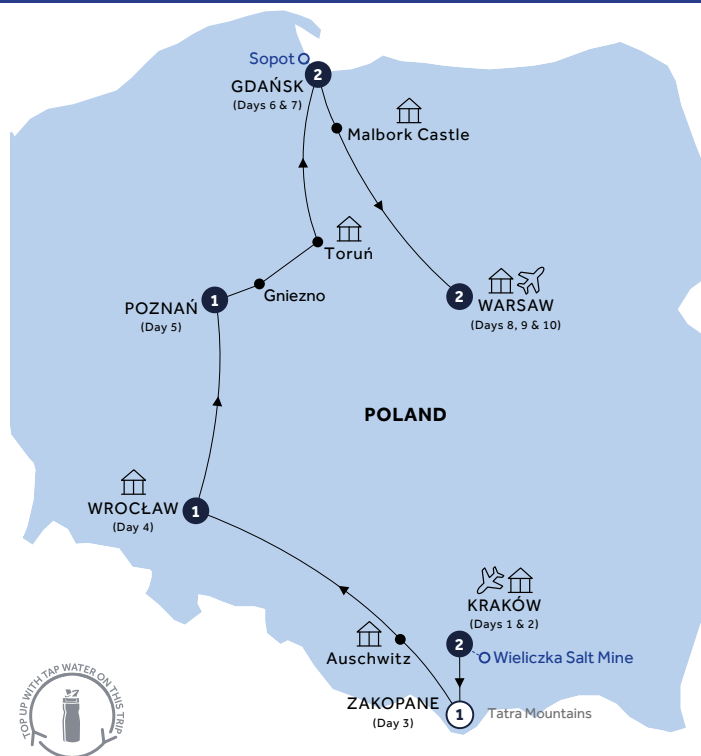 Sopot
2
GDAŃSK
(Days 6 & 7)
Malbork Castle
Toruń
Gniezno
1
POZNAŃ
(Day 5)
2
WARSAW
(Days 8, 9 & 10)
POLAND
WROCŁAW
1
(Day 4)
KRAKÓW
(Days 1 & 2)
2
Wieliczka Salt Mine
Auschwitz
ZAKOPANE
(Day 3)
1
Tatra Mountains
TOP UP WITH TAP WATER ON THIS TRIP